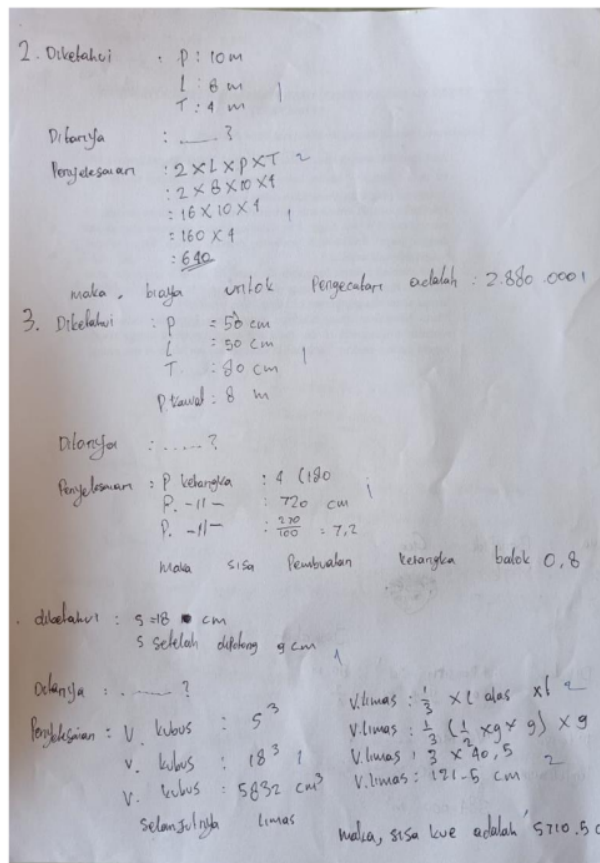 2. Diketahui : P : 10 m
l : 8 m
T : 4 m 1
Ditanya : ...... ?
Penyelesaian : 2 x L x P x T 2
: 2 x 8 x 10 x 4
: 16 x 10 x 4 1
: 160 x 4
: 640
maka, biaya untuk Pengecatan adalah : 2.880.000 1
3. Diketahui : P = 50 cm
l = 50 cm
T : 80 cm 1
P. kawat : 8 m
Ditanya : ...... ?
Penyelesaian : P kerangka : 4 (180 1
P. -11- : 720 cm
P. -11- : 720/100 = 7,2
maka sisa Pembuatan kerangka balok 0,8
. diketahui : s = 18 cm
s setelah dipotong 9 cm 1
Ditanya : ...... ?
Penyelesaian : V. kubus : S³
V. kubus : 18³ 1
V. kubus : 5832 cm³
Selanjutnya limas
V. limas : 1/3 x L alas x t 2
V. limas : 1/3 (1/2 x 9 x 9) x 9
V. limas : 3 x 40,5
V. limas : 121-5 cm 2
maka, sisa kue adalah 5710.5 c